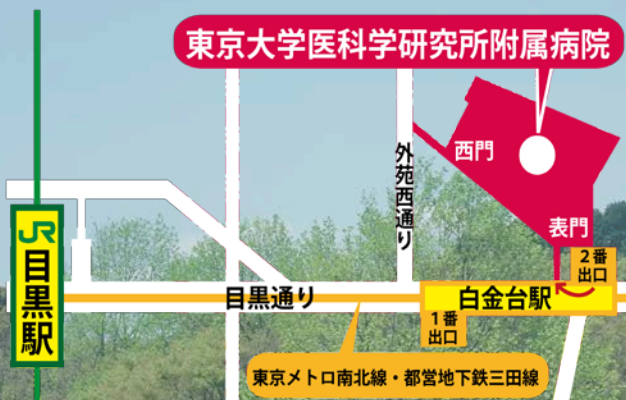 東京大学医科学研究所附属病院
外苑西通り
西門
表門
JR
目黒駅
目黒通り
白金台駅
2番
出口
1番
出口
東京メトロ南北線・都営地下鉄三田線